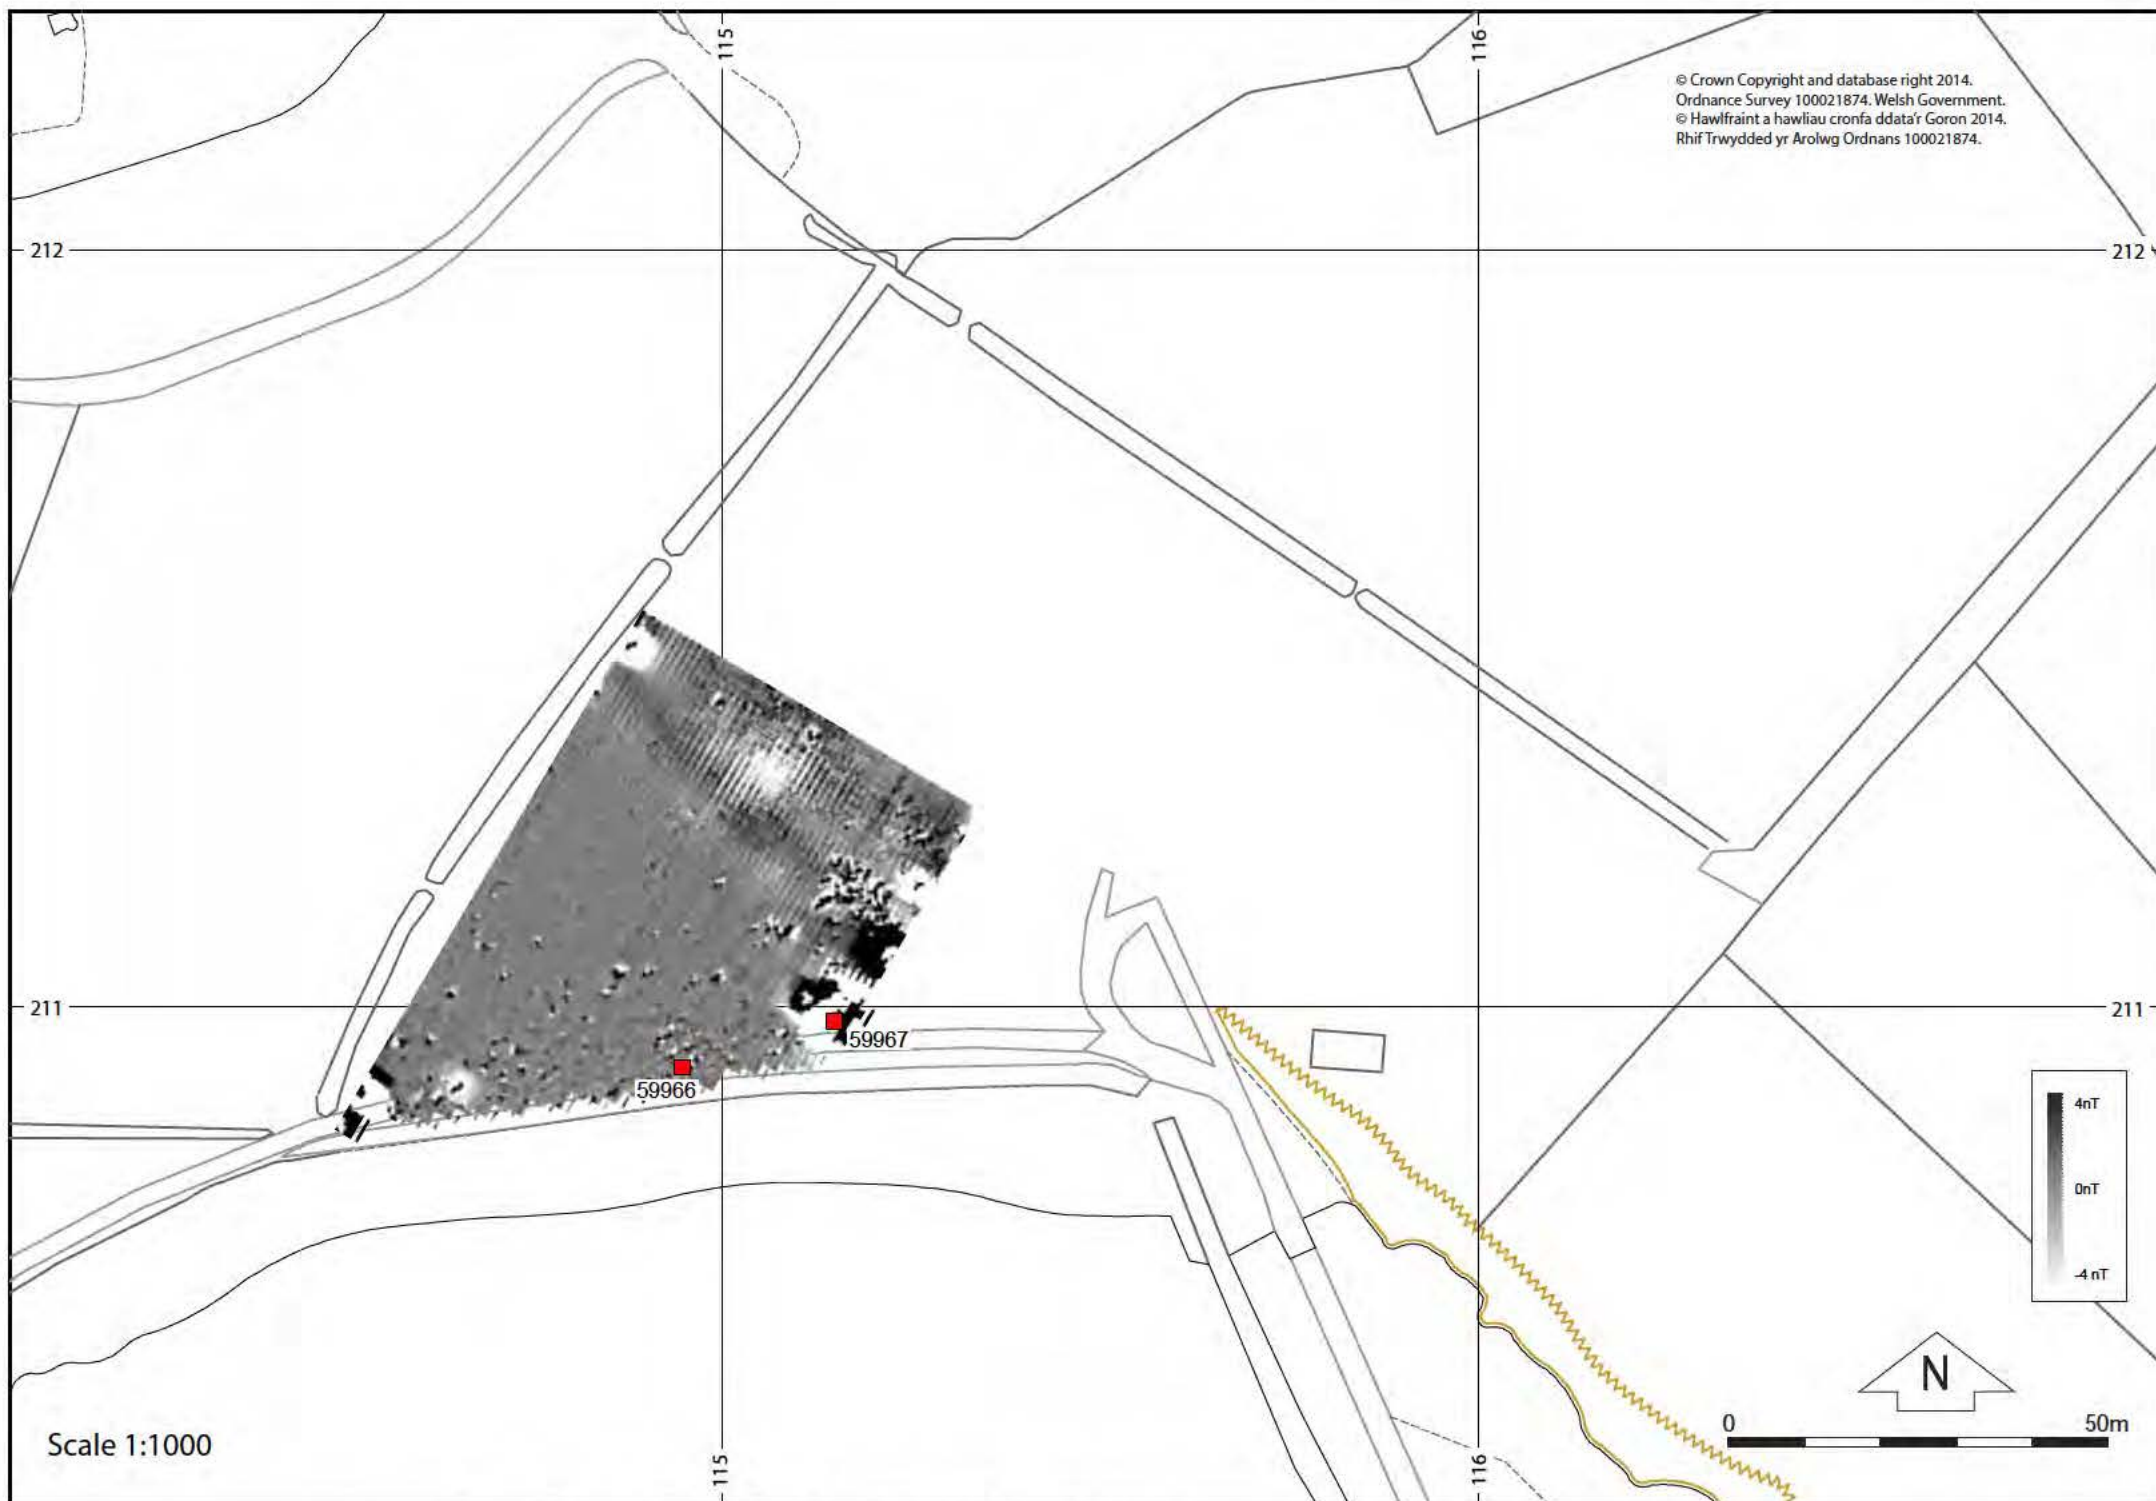 115
116
© Crown Copyright and database right 2014.
Ordnance Survey 100021874. Welsh Government.
© Hawlfraint a hawliau cronfa ddata'r Goron 2014.
Rhif Trwydded yr Arolwg Ordnans 100021874.
212
212
211
211
59967
59966
4nT
0nT
-4 nT
N
0
50m
Scale 1:1000
115
116